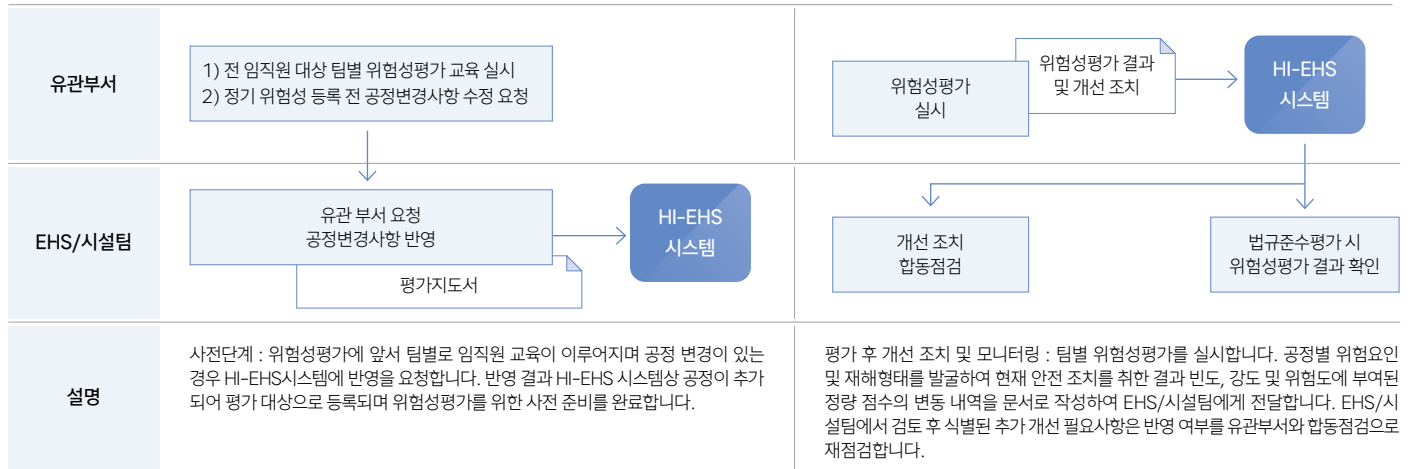 유관부서
1) 전 임직원 대상 팀별 위험성평가 교육 실시
2) 정기 위험성 등록 전 공정변경사항 수정 요청
위험성평가
실시
위험성평가 결과
및 개선 조치
HI-EHS
시스템
EHS/시설팀
유관 부서 요청
공정변경사항 반영
평가지도서
HI-EHS
시스템
개선 조치
합동점검
법규준수평가 시
위험성평가 결과 확인
설명
사전단계 : 위험성평가에 앞서 팀별로 임직원 교육이 이루어지며 공정 변경이 있는
경우 HI-EHS시스템에 반영을 요청합니다. 반영 결과 HI-EHS 시스템상 공정이 추가
되어 평가 대상으로 등록되며 위험성평가를 위한 사전 준비를 완료합니다.
평가 후 개선 조치 및 모니터링 : 팀별 위험성평가를 실시합니다. 공정별 위험요인
및 재해형태를 발굴하여 현재 안전 조치를 취한 결과 빈도, 강도 및 위험도에 부여된
정량 점수의 변동 내역을 문서로 작성하여 EHS/시설팀에게 전달합니다. EHS/시
설팀에서 검토 후 식별된 추가 개선 필요사항은 반영 여부를 유관부서와 합동점검으로
재점검합니다.